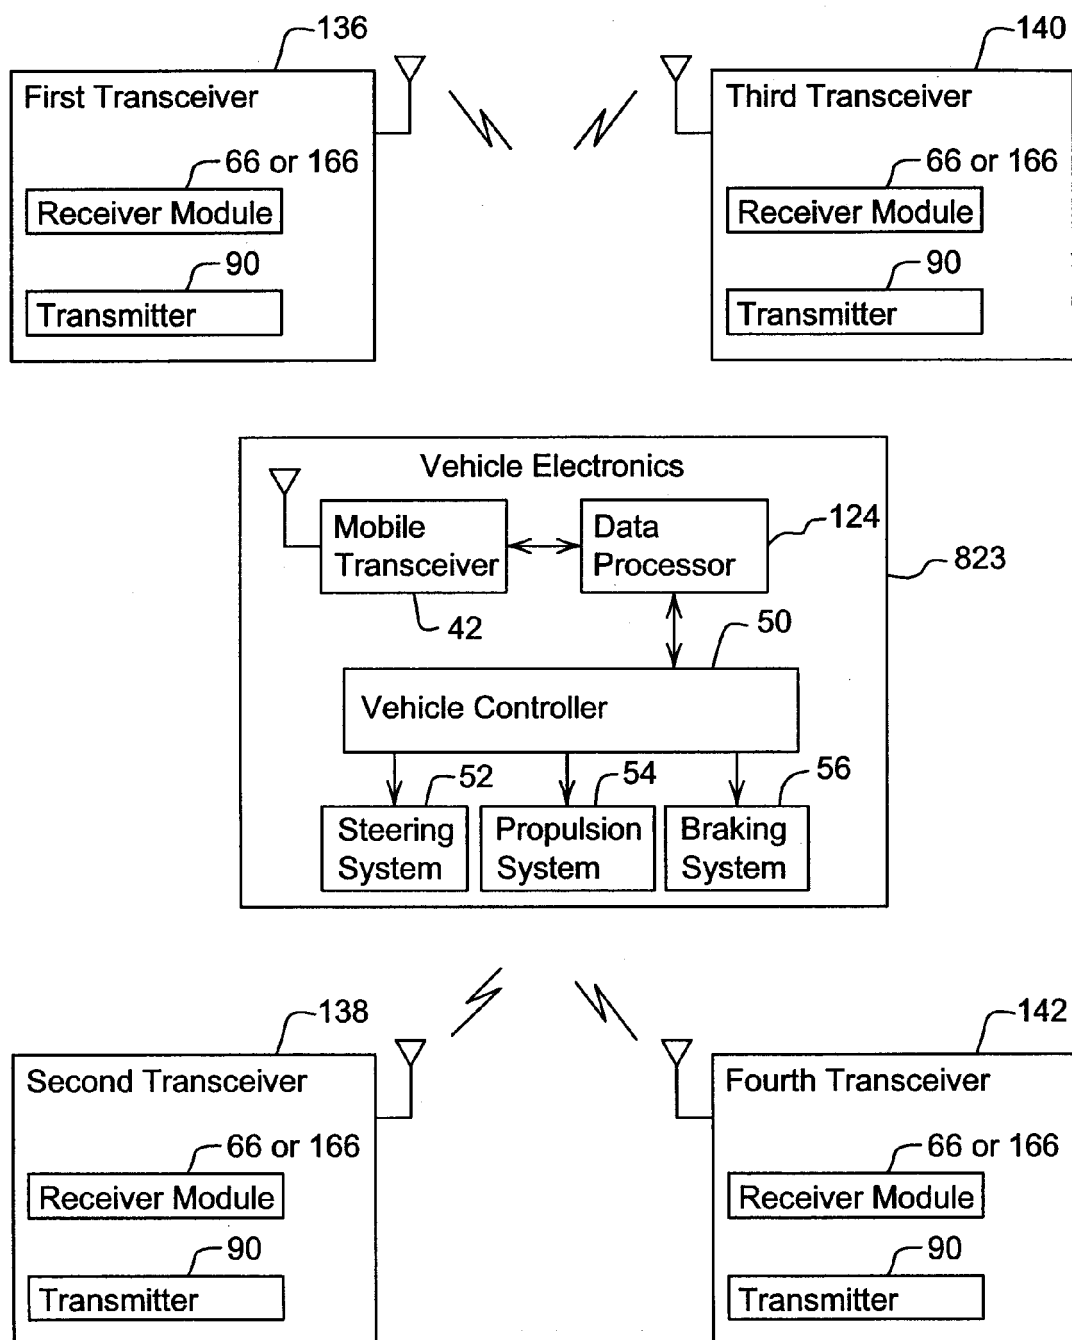 136
140
First Transceiver
66 or 166
Receiver Module
90
Transmitter
Third Transceiver
66 or 166
Receiver Module
90
Transmitter
Vehicle Electronics
Mobile
Transceiver
42
Data
Processor
124
823
50
Vehicle Controller
52
Steering
System
54
Propulsion
System
56
Braking
System
138
Second Transceiver
66 or 166
Receiver Module
90
Transmitter
142
Fourth Transceiver
66 or 166
Receiver Module
90
Transmitter